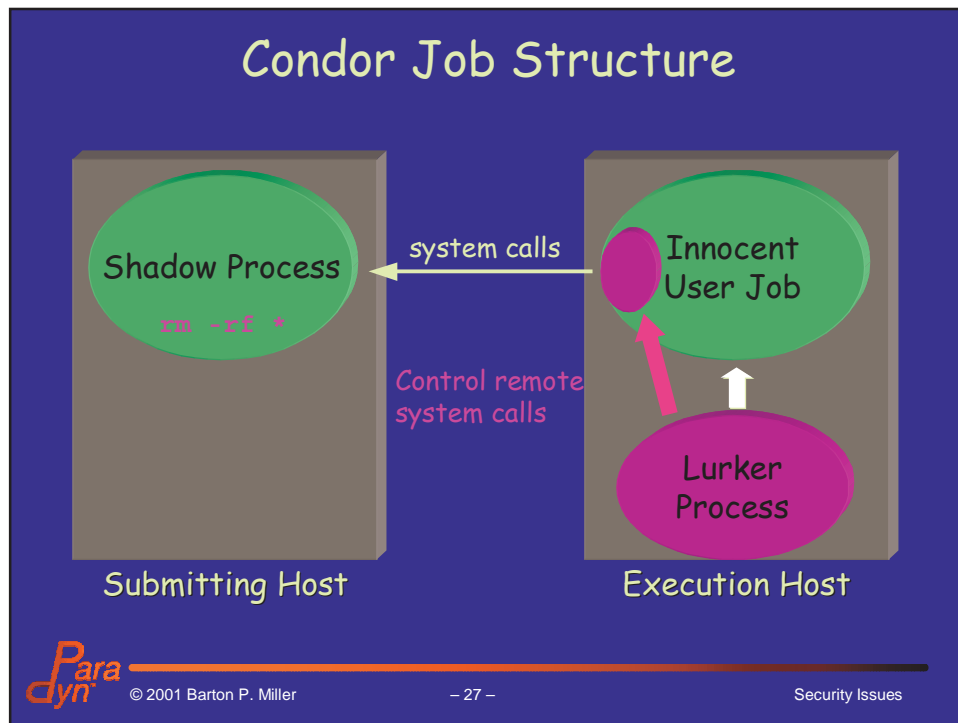 Condor Job Structure
Shadow Process
rm -rf *
system calls
Innocent
User Job
Control remote
system calls
Lurker
Process
Submitting Host
Execution Host
Para
dyn™
© 2001 Barton P. Miller
– 27 –
Security Issues